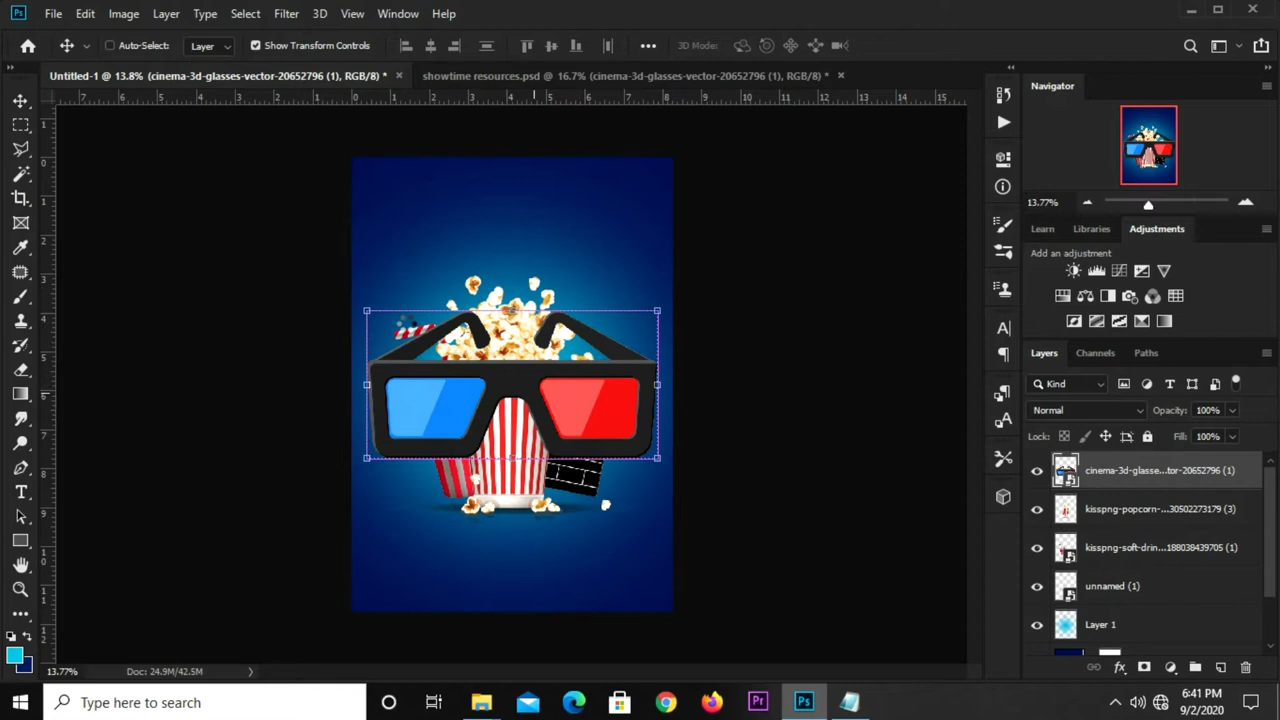 Ps File Edit Image Layer Type Select Filter 3D View Window Help
Auto-Select: Layer Show Transform Controls 3D Mode:
Untitled-1 @ 13.8% (cinema-3d-glasses-vector-20652796 (1), RGB/8) * × showtime resources.psd @ 16.7% (cinema-3d-glasses-vector-20652796 (1), RGB/8) * ×
Navigator
13.77%
Learn Libraries Adjustments
Add an adjustment
Layers Channels Paths
Kind
Normal Opacity: 100%
Lock: Fill: 100%
cinema-3d-glasse...tor-20652796 (1)
kisspng-popcorn-...30502273179 (3)
kisspng-soft-drin...188038439705 (1)
unnamed (1)
Layer 1
13.77% Doc: 24.9M/42.5M
Type here to search
Pr Ps
6:41 PM
9/2/2020